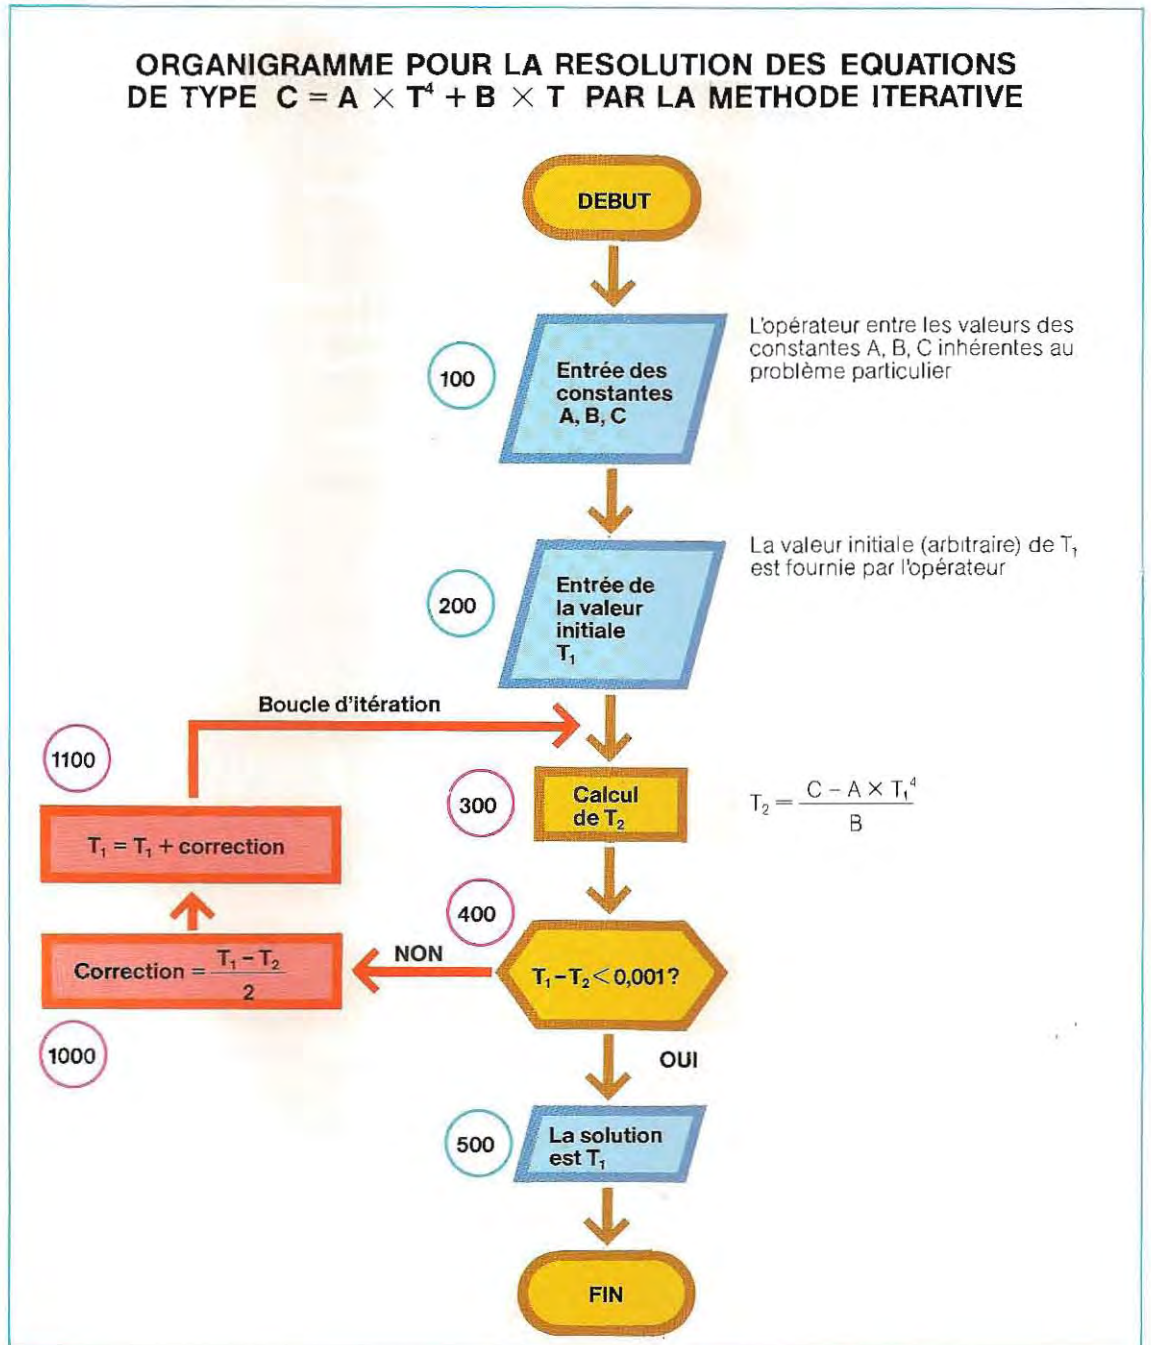 ORGANIGRAMME POUR LA RESOLUTION DES EQUATIONS
DE TYPE C = A × T⁴ + B × T PAR LA METHODE ITERATIVE
DEBUT
100
Entrée des
constantes
A, B, C
L'opérateur entre les valeurs des
constantes A, B, C inhérentes au
problème particulier
200
Entrée de
la valeur
initiale
T₁
La valeur initiale (arbitraire) de T₁
est fournie par l'opérateur
Boucle d'itération
1100
T₁ = T₁ + correction
300
Calcul
de T₂
T₂ = (C − A × T₁⁴) / B
400
T₁ − T₂ < 0,001 ?
NON
Correction = (T₁ − T₂) / 2
1000
OUI
500
La solution
est T₁
FIN